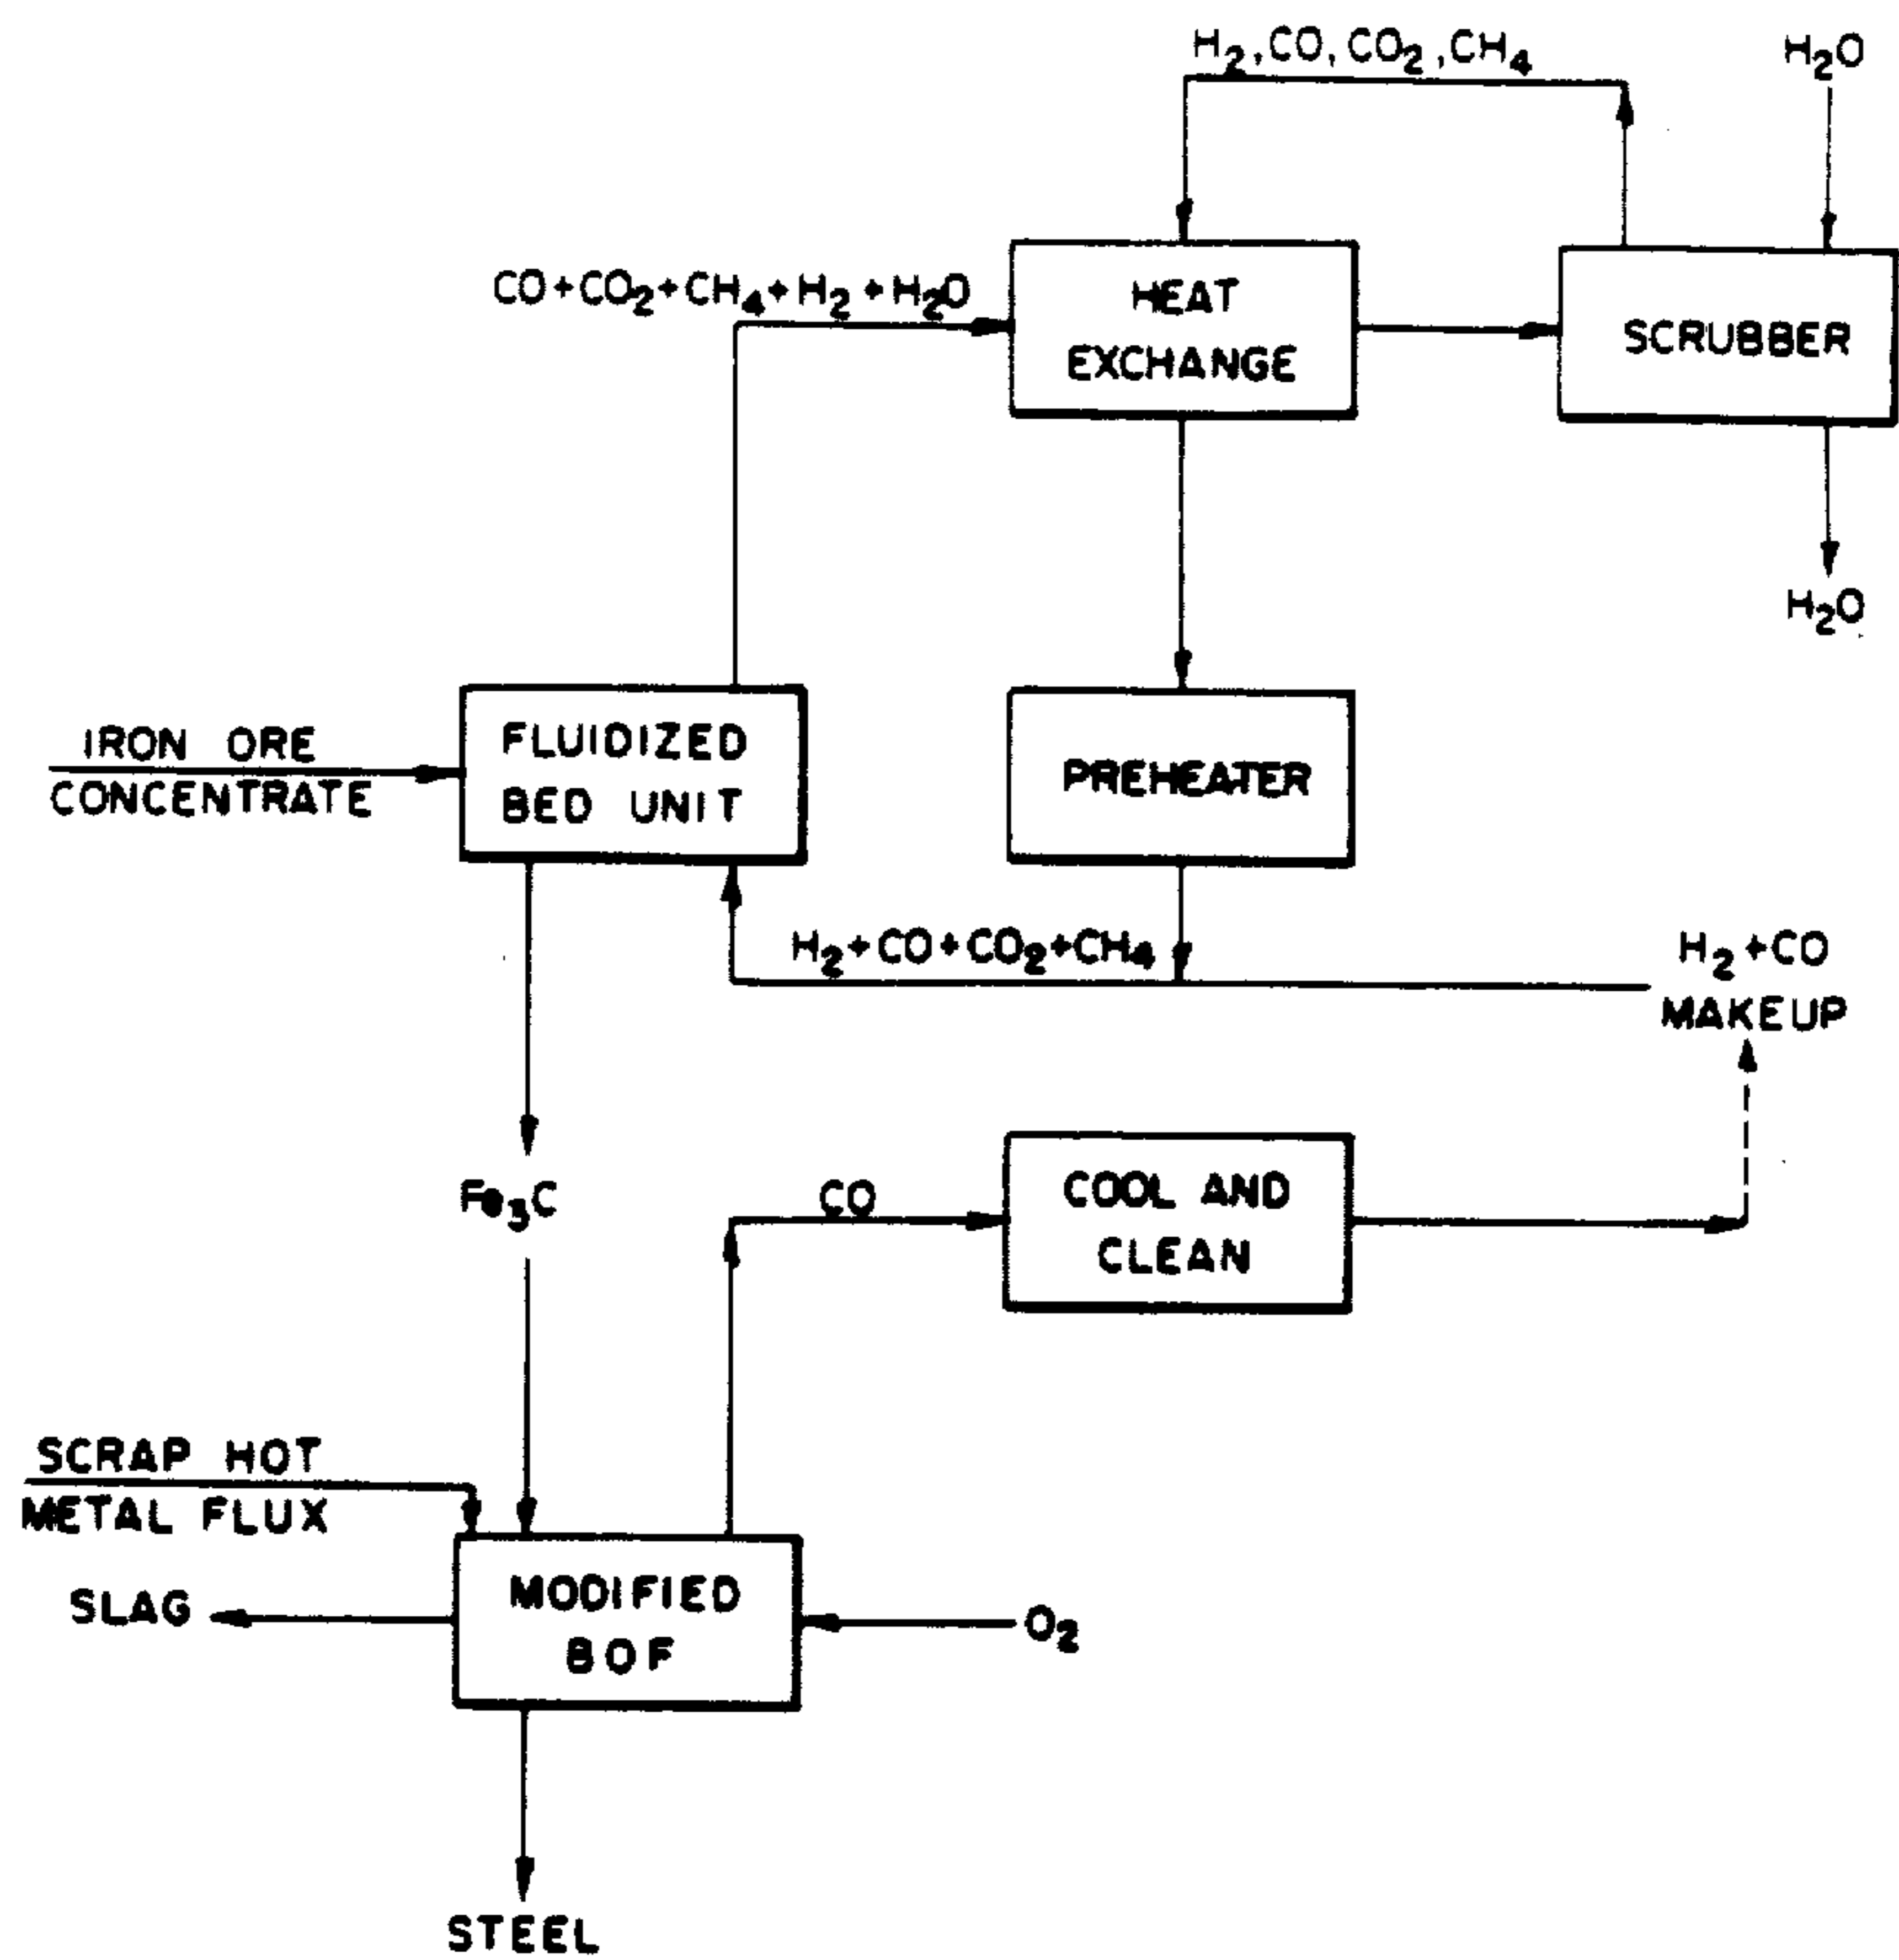 H₂, CO, CO₂, CH₄
H₂O
CO+CO₂+CH₄+H₂+H₂O
HEAT
EXCHANGE
SCRUBBER
H₂O
IRON ORE
CONCENTRATE
FLUIDIZED
BED UNIT
PREHEATER
H₂+CO+CO₂+CH₄
H₂+CO
MAKEUP
Fe₃C
CO
COOL AND
CLEAN
SCRAP HOT
METAL FLUX
SLAG
MODIFIED
BOF
O₂
STEEL